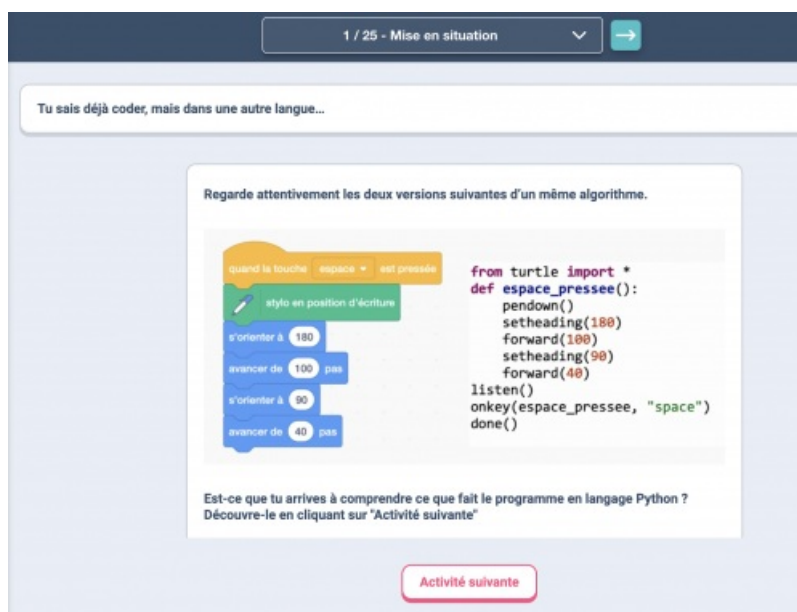 1 / 25 - Mise en situation
Tu sais déjà coder, mais dans une autre langue...
Regarde attentivement les deux versions suivantes d'un même algorithme.
quand la touche espace est pressée
stylo en position d'écriture
s'orienter à 180
avancer de 100 pas
s'orienter à 90
avancer de 40 pas
from turtle import *
def espace_pressee():
    pendown()
    setheading(180)
    forward(100)
    setheading(90)
    forward(40)
listen()
onkey(espace_pressee, "space")
done()
Est-ce que tu arrives à comprendre ce que fait le programme en langage Python ?
Découvre-le en cliquant sur "Activité suivante"
Activité suivante